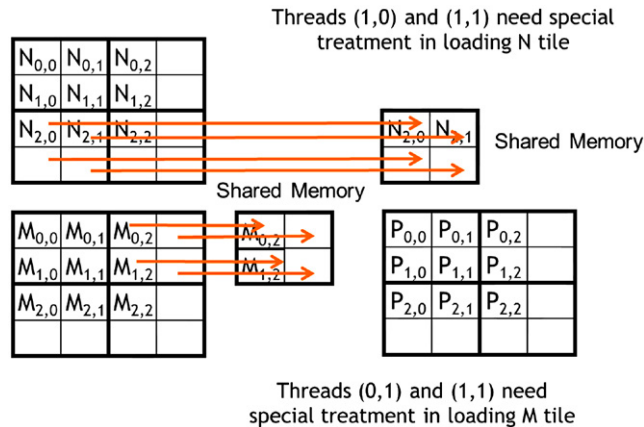 Threads (1,0) and (1,1) need special
treatment in loading N tile
N0,0 N0,1 N0,2
N1,0 N1,1 N1,2
N2,0 N2,1 N2,2
N2,0
Shared Memory
Shared Memory
M0,0 M0,1 M0,2
M1,0 M1,1 M1,2
M2,0 M2,1 M2,2
M0,2
M1,2
P0,0 P0,1 P0,2
P1,0 P1,1 P1,2
P2,0 P2,1 P2,2
Threads (0,1) and (1,1) need
special treatment in loading M tile